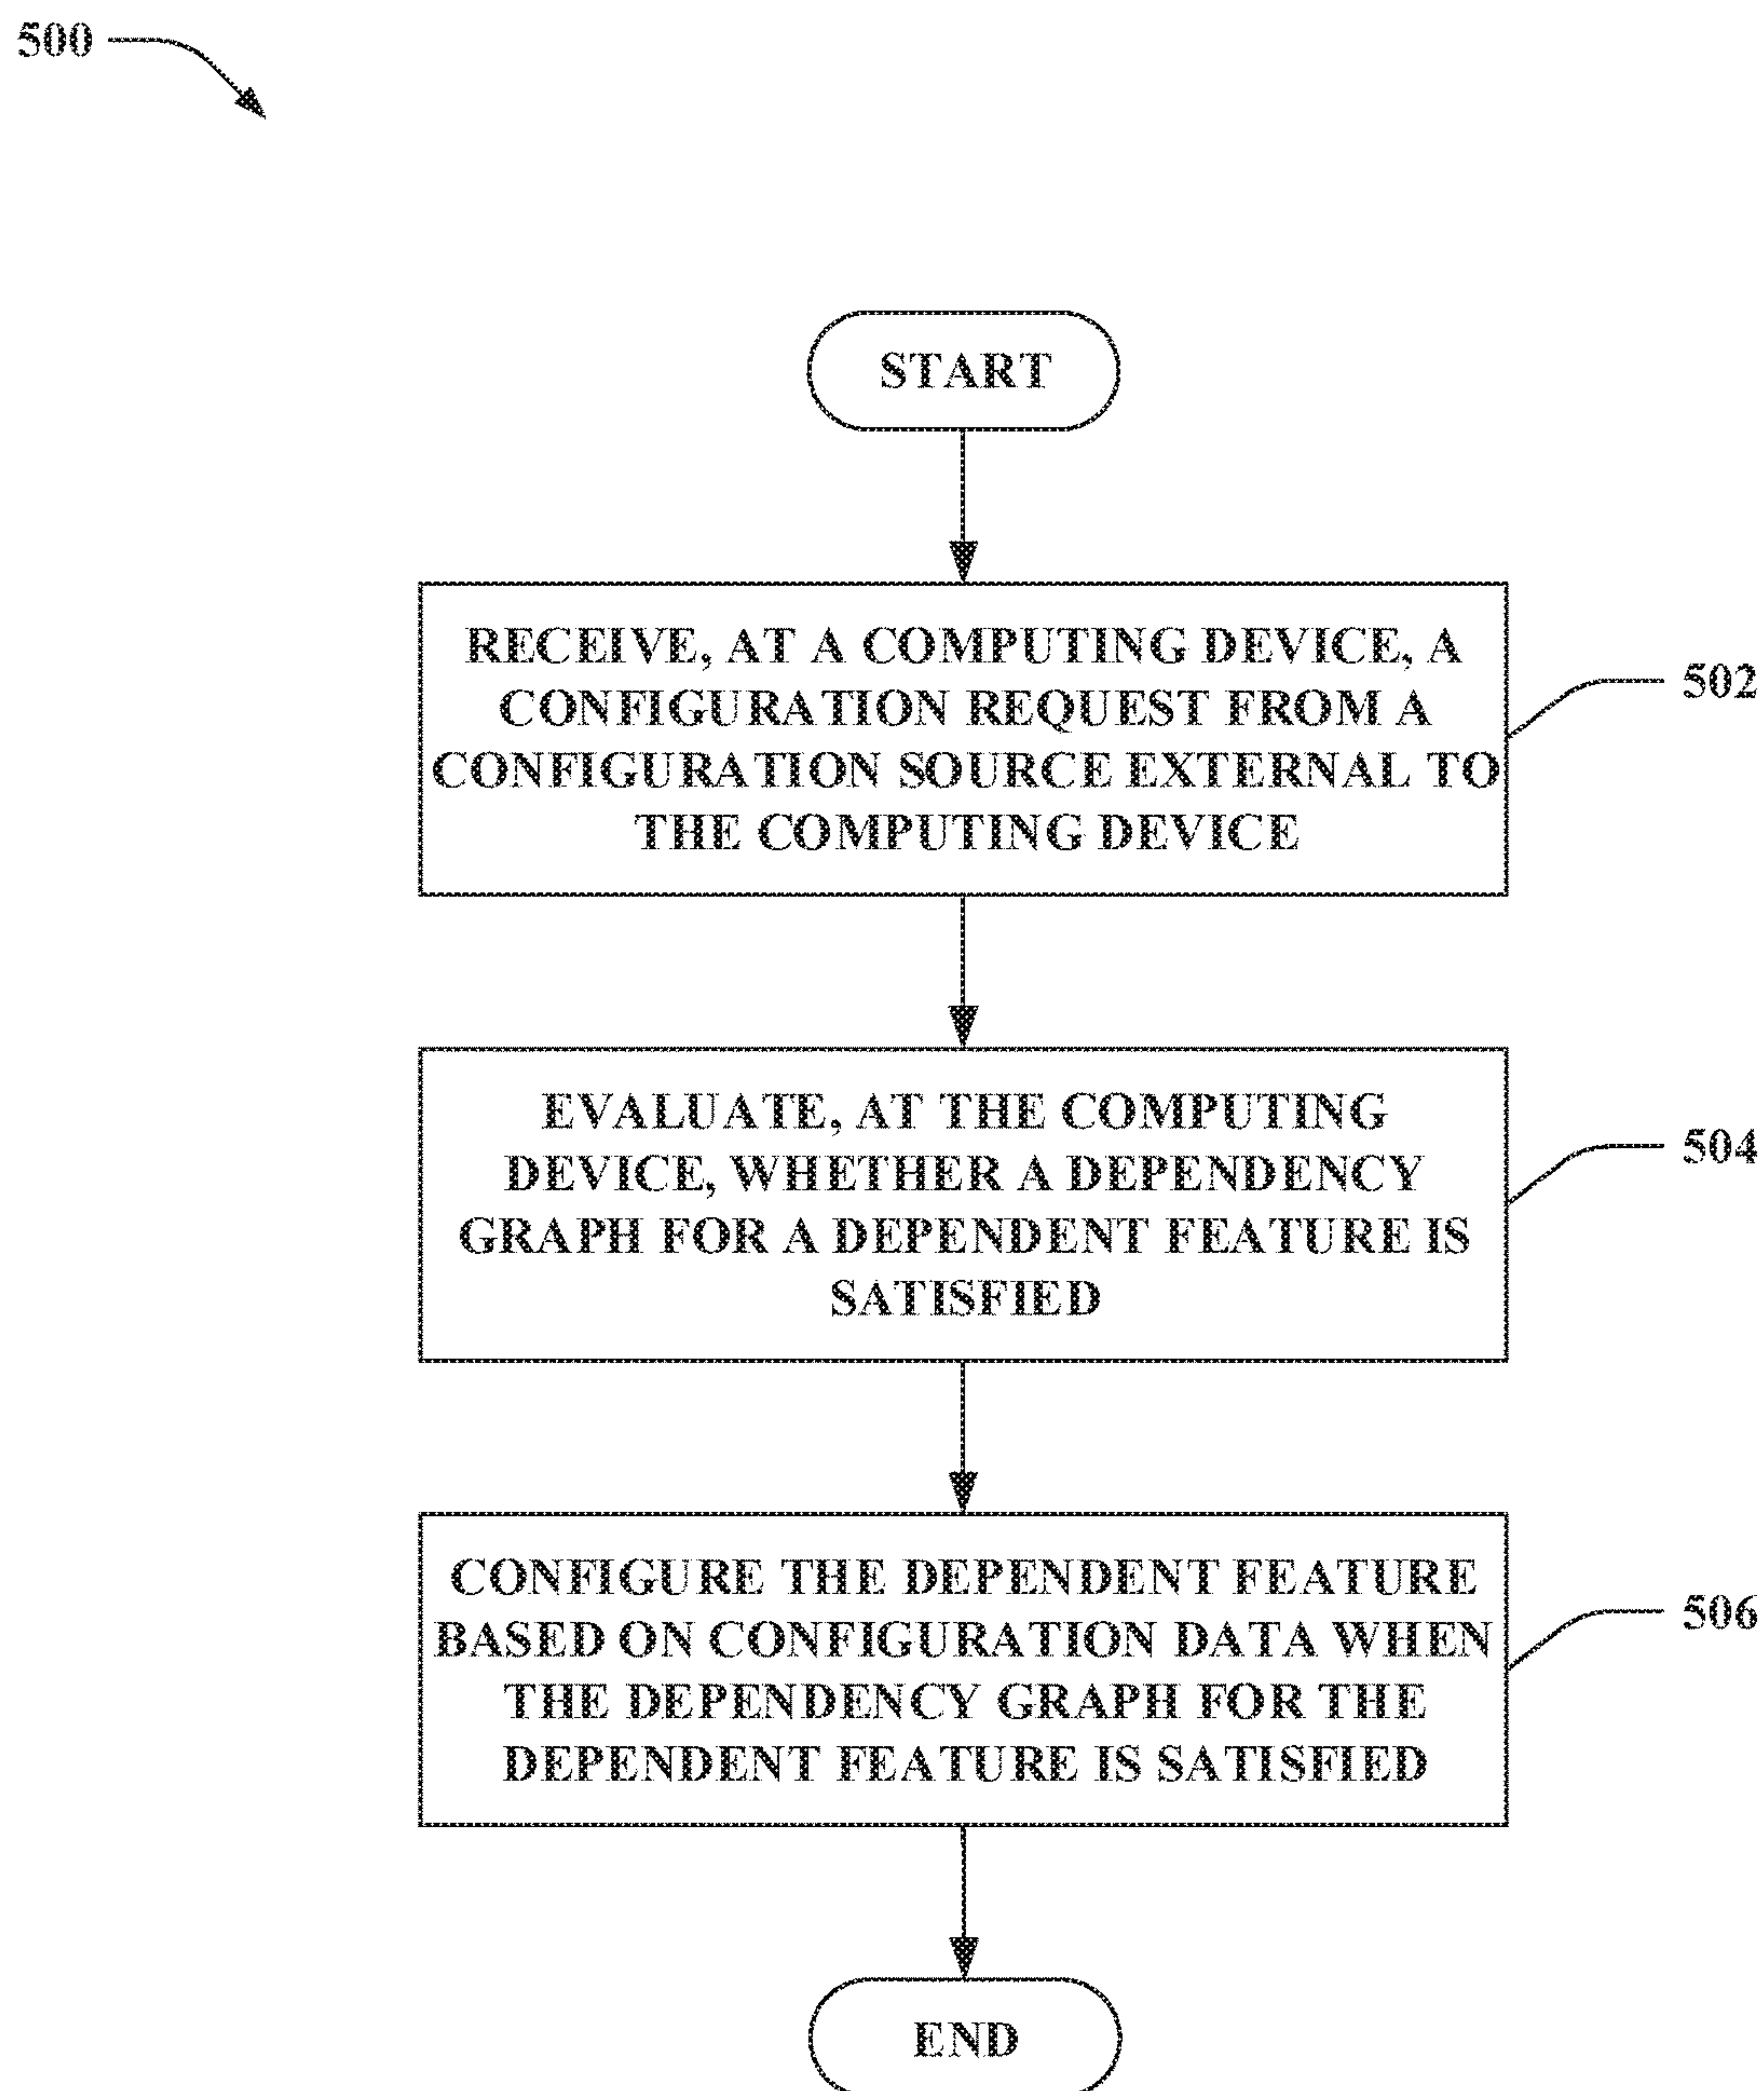 500
START
RECEIVE, AT A COMPUTING DEVICE, A
CONFIGURATION REQUEST FROM A
CONFIGURATION SOURCE EXTERNAL TO
THE COMPUTING DEVICE
502
EVALUATE, AT THE COMPUTING
DEVICE, WHETHER A DEPENDENCY
GRAPH FOR A DEPENDENT FEATURE IS
SATISFIED
504
CONFIGURE THE DEPENDENT FEATURE
BASED ON CONFIGURATION DATA WHEN
THE DEPENDENCY GRAPH FOR THE
DEPENDENT FEATURE IS SATISFIED
506
END